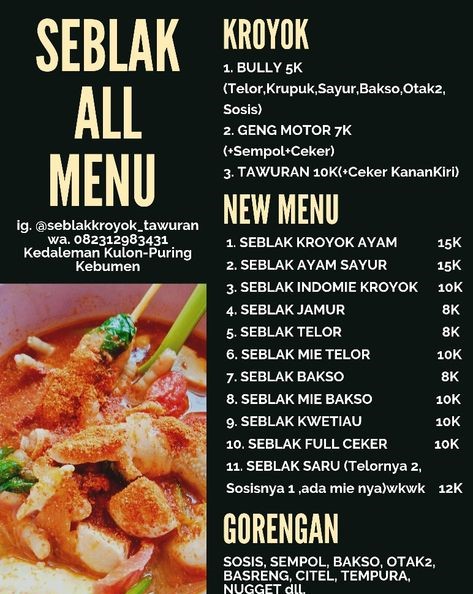 SEBLAK
ALL
MENU
ig. @seblakkroyok_tawuran
wa. 082312983431
Kedaleman Kulon-Puring
Kebumen
KROYOK
1. BULLY 5K
(Telor,Krupuk,Sayur,Bakso,Otak2,
Sosis)
2. GENG MOTOR 7K
(+Sempol+Ceker)
3. TAWURAN 10K(+Ceker KananKiri)
NEW MENU
1. SEBLAK KROYOK AYAM 15K
2. SEBLAK AYAM SAYUR 15K
3. SEBLAK INDOMIE KROYOK 10K
4. SEBLAK JAMUR 8K
5. SEBLAK TELOR 8K
6. SEBLAK MIE TELOR 10K
7. SEBLAK BAKSO 8K
8. SEBLAK MIE BAKSO 10K
9. SEBLAK KWETIAU 10K
10. SEBLAK FULL CEKER 10K
11. SEBLAK SARU (Telornya 2,
Sosisnya 1 ,ada mie nya)wkwk 12K
GORENGAN
SOSIS, SEMPOL, BAKSO, OTAK2,
BASRENG, CITEL, TEMPURA,
NUGGET dll.